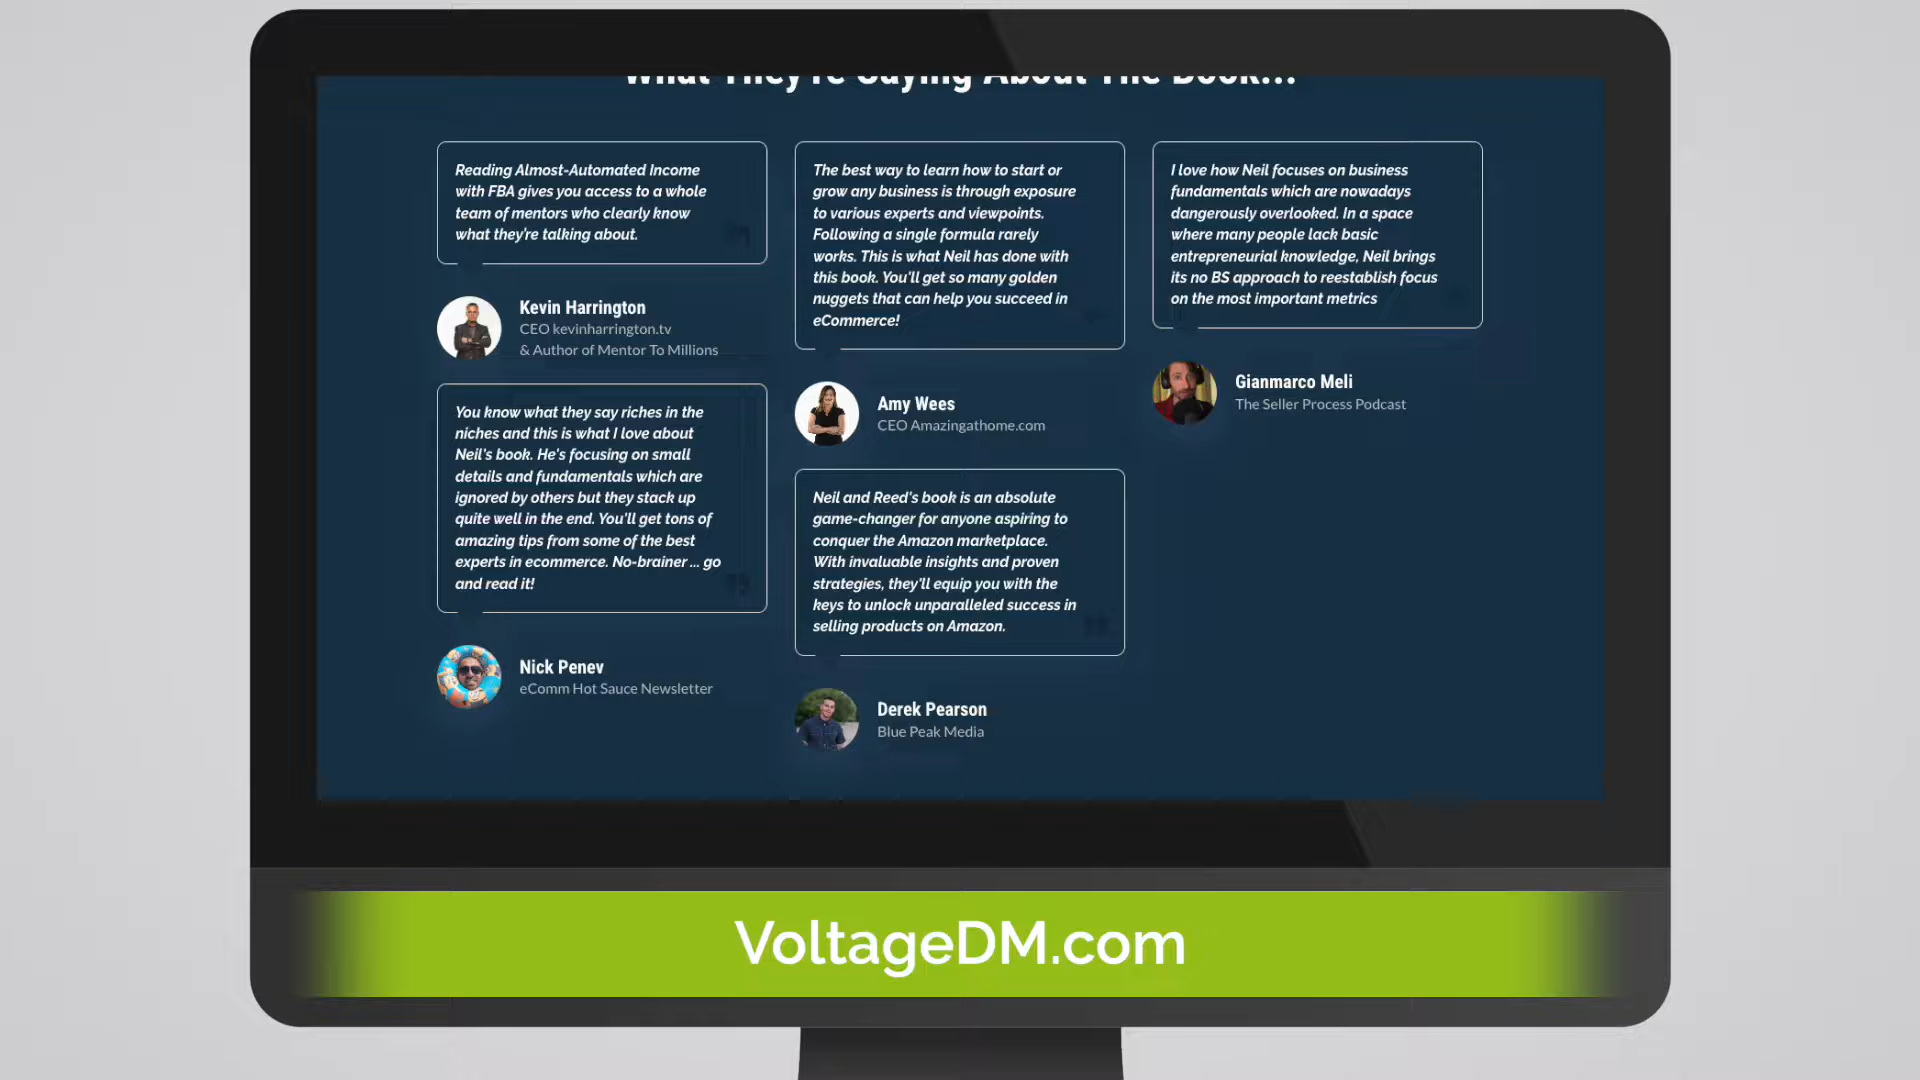 What They're Saying About The Book...
Reading Almost-Automated Income
with FBA gives you access to a whole
team of mentors who clearly know
what they're talking about.
Kevin Harrington
CEO kevinharrington.tv
& Author of Mentor To Millions
You know what they say riches in the
niches and this is what I love about
Neil's book. He's focusing on small
details and fundamentals which are
ignored by others but they stack up
quite well in the end. You'll get tons of
amazing tips from some of the best
experts in ecommerce. No-brainer ... go
and read it!
Nick Penev
eComm Hot Sauce Newsletter
The best way to learn how to start or
grow any business is through exposure
to various experts and viewpoints.
Following a single formula rarely
works. This is what Neil has done with
this book. You'll get so many golden
nuggets that can help you succeed in
eCommerce!
Amy Wees
CEO Amazingathome.com
Neil and Reed's book is an absolute
game-changer for anyone aspiring to
conquer the Amazon marketplace.
With invaluable insights and proven
strategies, they'll equip you with the
keys to unlock unparalleled success in
selling products on Amazon.
Derek Pearson
Blue Peak Media
I love how Neil focuses on business
fundamentals which are nowadays
dangerously overlooked. In a space
where many people lack basic
entrepreneurial knowledge, Neil brings
its no BS approach to reestablish focus
on the most important metrics
Gianmarco Meli
The Seller Process Podcast
VoltageDM.com